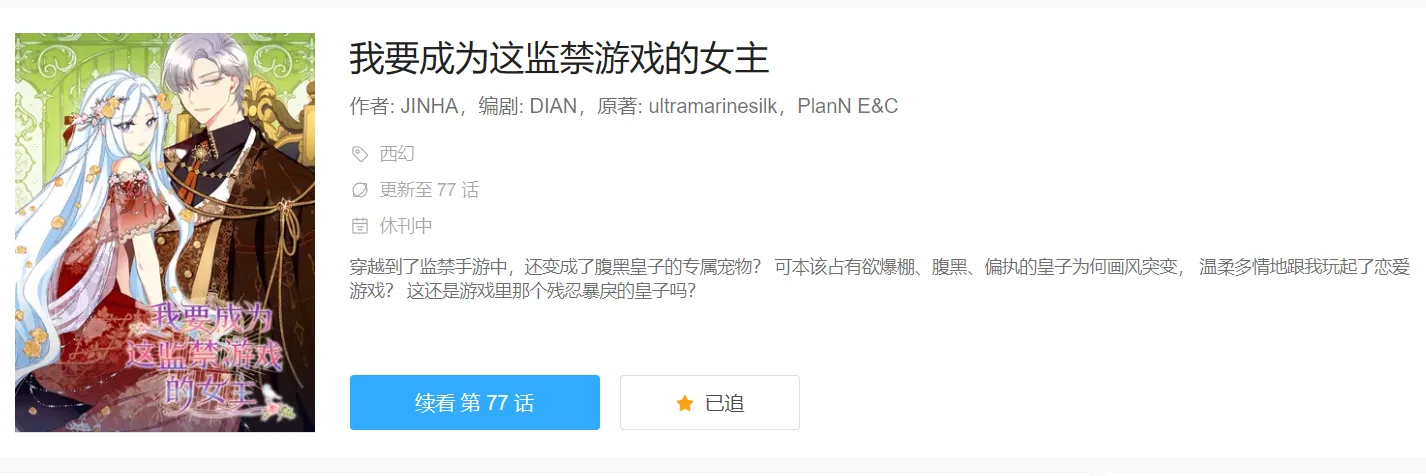 我要成为这监禁游戏的女主
作者: JINHA，编剧: DIAN，原著: ultramarinesilk，PlanN E&C
西幻
更新至 77 话
休刊中
穿越到了监禁手游中，还变成了腹黑皇子的专属宠物？ 可本该占有欲爆棚、腹黑、偏执的皇子为何画风突变， 温柔多情地跟我玩起了恋爱
游戏？ 这还是游戏里那个残忍暴戾的皇子吗？
我要成为
这监禁游戏
的女主
续看 第 77 话
已追